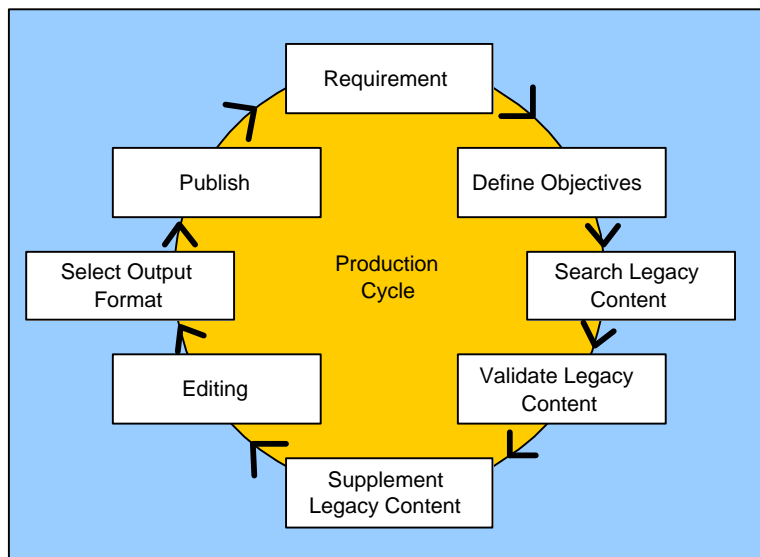 Requirement
Define Objectives
Search Legacy
Content
Validate Legacy
Content
Supplement
Legacy Content
Editing
Select Output
Format
Publish
Production
Cycle